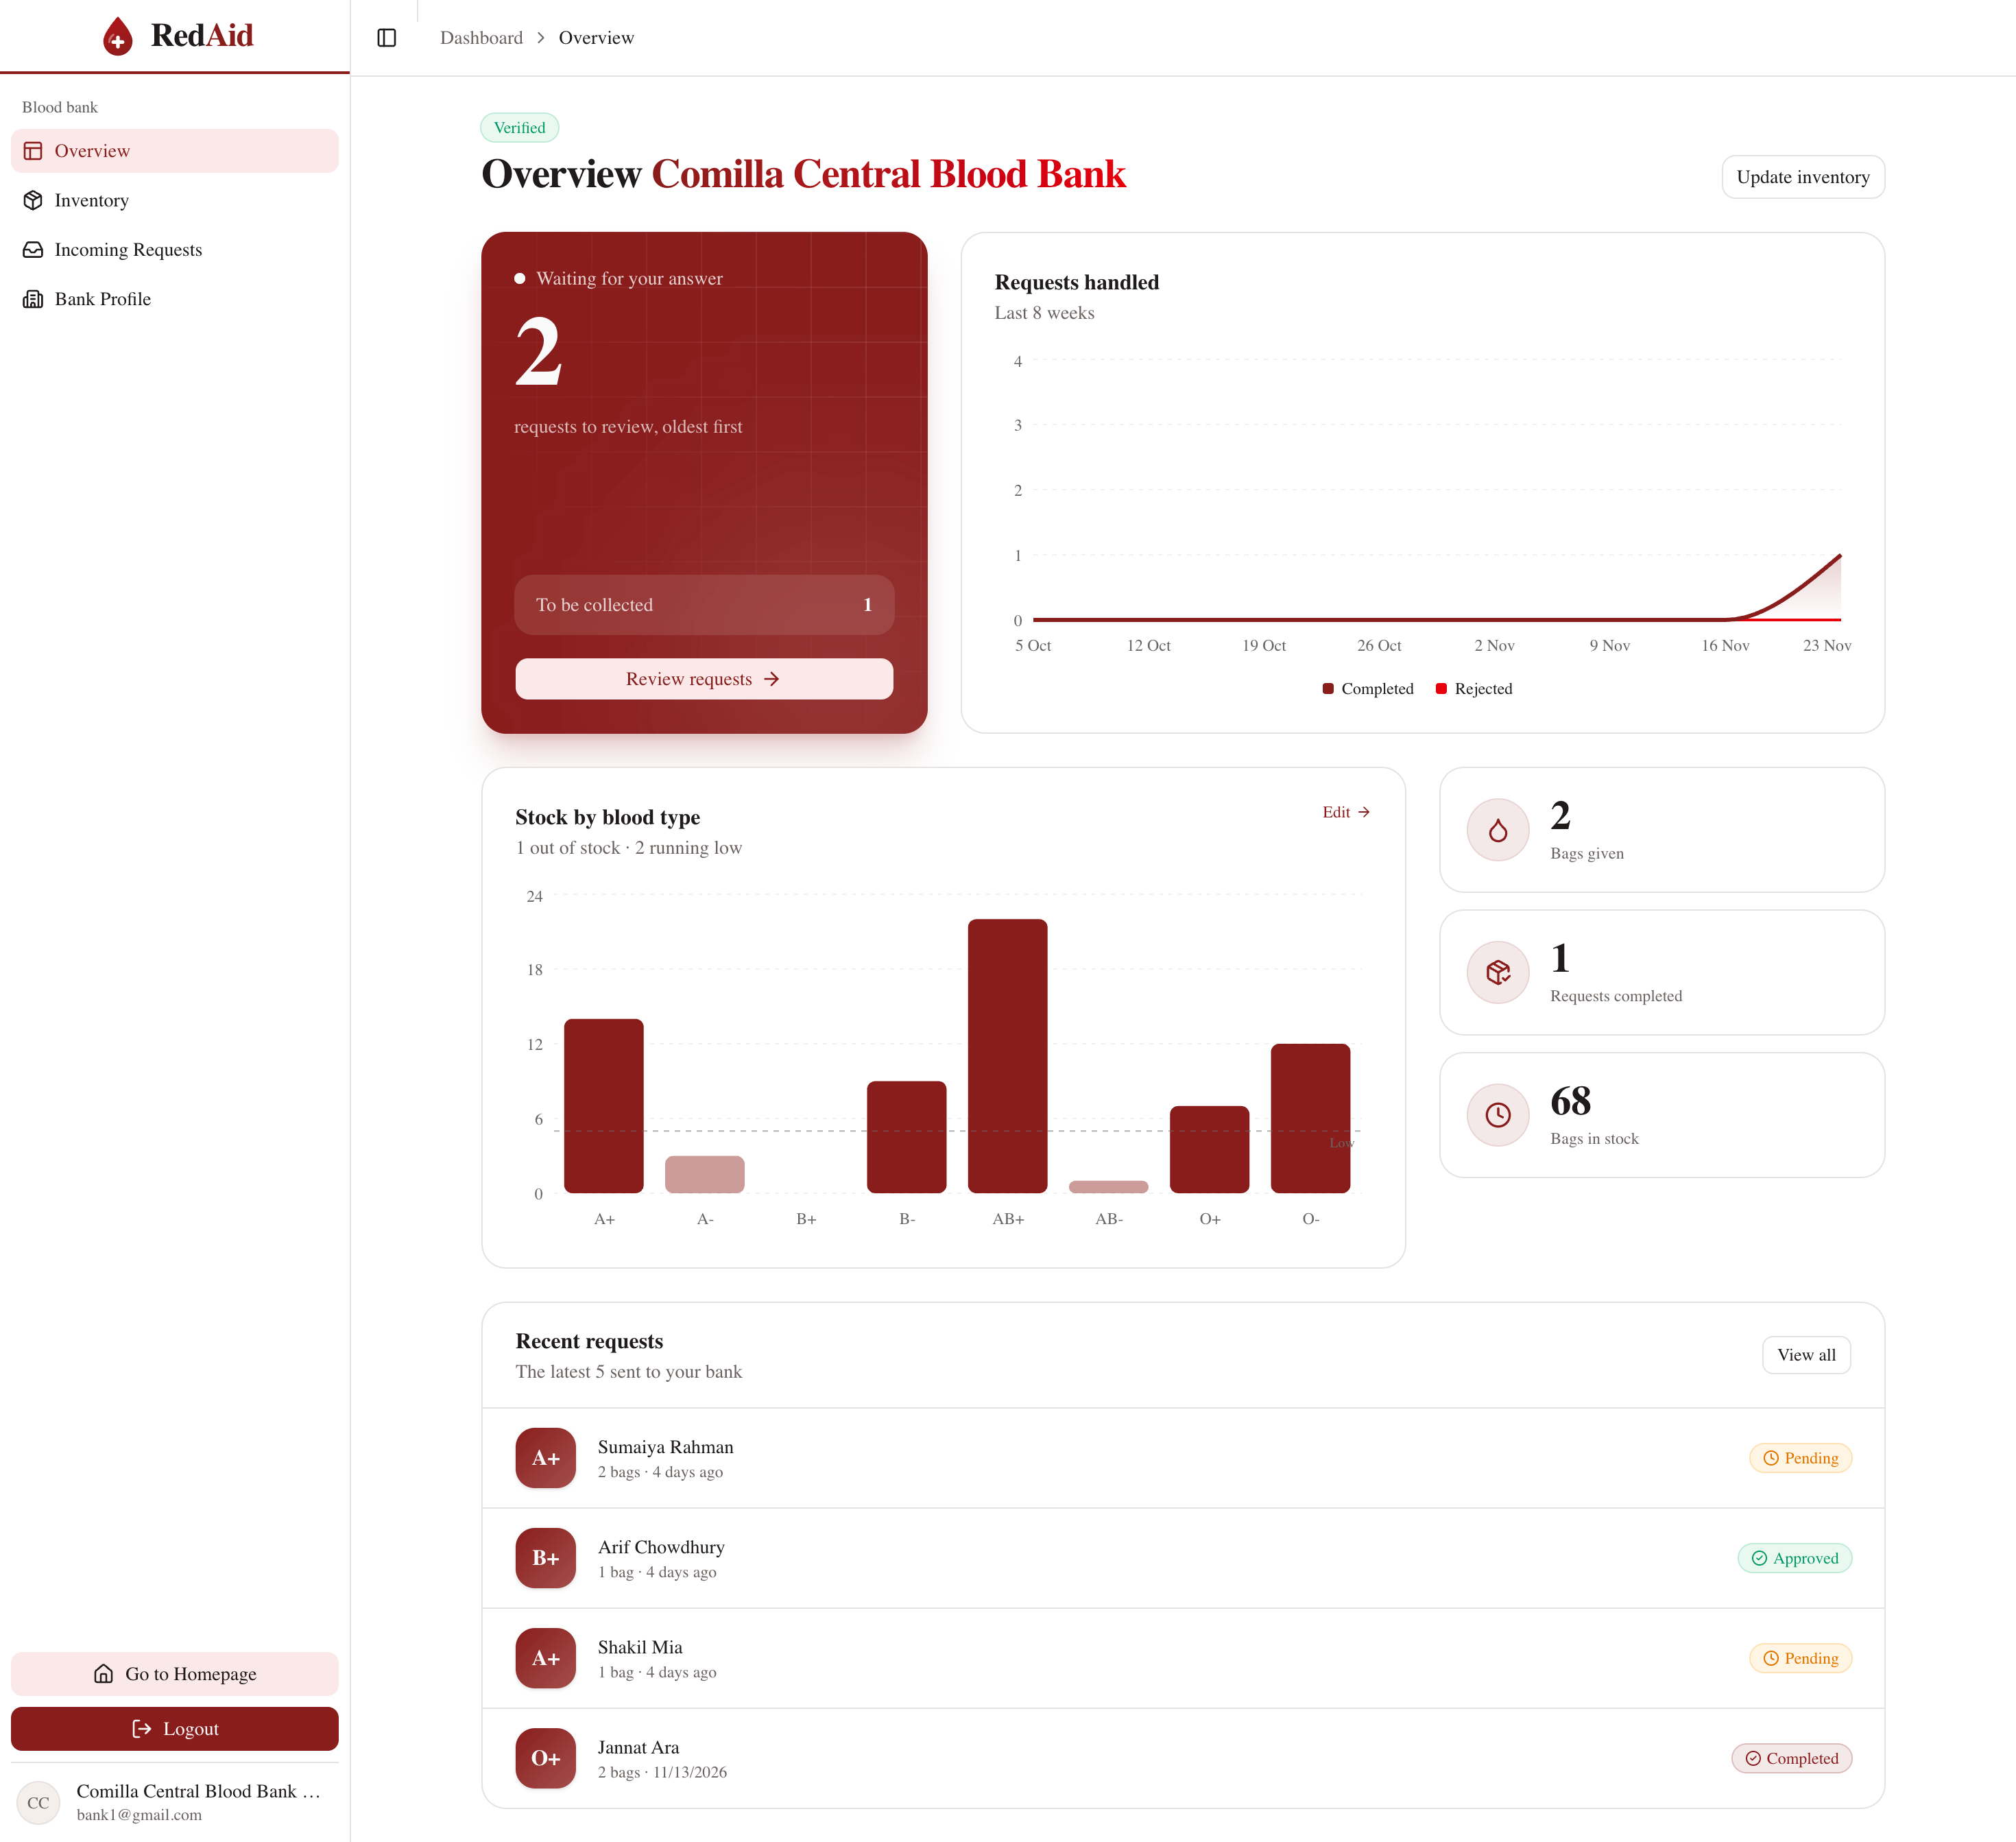 RedAid
Blood bank
Overview
Inventory
Incoming Requests
Bank Profile
Go to Homepage
Logout
CC
Comilla Central Blood Bank ...
bank1@gmail.com
Dashboard > Overview
Verified
Overview Comilla Central Blood Bank
Update inventory
Waiting for your answer
2
requests to review, oldest first
To be collected 1
Review requests →
Requests handled
Last 8 weeks
4
3
2
1
0
5 Oct 12 Oct 19 Oct 26 Oct 2 Nov 9 Nov 16 Nov 23 Nov
Completed Rejected
Stock by blood type
1 out of stock · 2 running low
Edit →
24
18
12
6
Low
0
A+ A- B+ B- AB+ AB- O+ O-
2
Bags given
1
Requests completed
68
Bags in stock
Recent requests
The latest 5 sent to your bank
View all
A+
Sumaiya Rahman
2 bags · 4 days ago
Pending
B+
Arif Chowdhury
1 bag · 4 days ago
Approved
A+
Shakil Mia
1 bag · 4 days ago
Pending
O+
Jannat Ara
2 bags · 11/13/2026
Completed